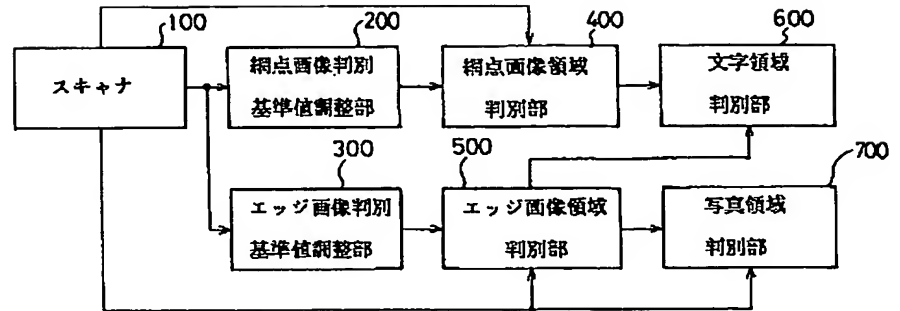 100
スキャナ
200
網点画像判別
基準値調整部
400
網点画像領域
判別部
600
文字領域
判別部
300
エッジ画像判別
基準値調整部
500
エッジ画像領域
判別部
700
写真領域
判別部